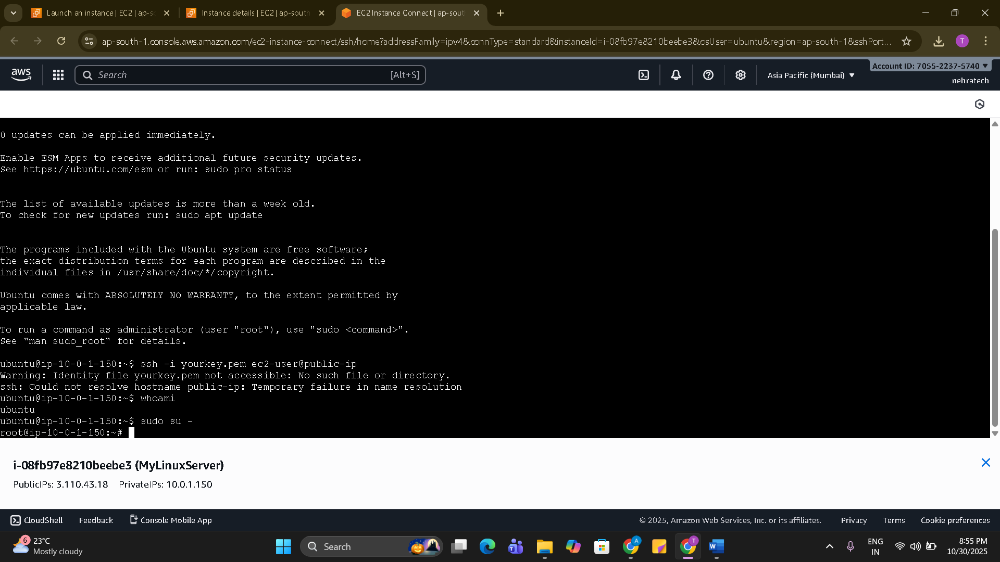 Launch an instance | EC2 | ap-s
Instance details | EC2 | ap-south
EC2 Instance Connect | ap-sout
ap-south-1.console.aws.amazon.com/ec2-instance-connect/ssh/home?addressFamily=ipv4&connType=standard&instanceId=i-08fb97e8210beebe3&osUser=ubuntu&region=ap-south-1&sshPort...
T
aws
Search
[Alt+S]
Asia Pacific (Mumbai)
Account ID: 7055-2237-5740
nehratech
0 updates can be applied immediately.
Enable ESM Apps to receive additional future security updates.
See https://ubuntu.com/esm or run: sudo pro status
The list of available updates is more than a week old.
To check for new updates run: sudo apt update
The programs included with the Ubuntu system are free software;
the exact distribution terms for each program are described in the
individual files in /usr/share/doc/*/copyright.
Ubuntu comes with ABSOLUTELY NO WARRANTY, to the extent permitted by
applicable law.
To run a command as administrator (user "root"), use "sudo <command>".
See "man sudo_root" for details.
ubuntu@ip-10-0-1-150:~$ ssh -i yourkey.pem ec2-user@public-ip
Warning: Identity file yourkey.pem not accessible: No such file or directory.
ssh: Could not resolve hostname public-ip: Temporary failure in name resolution
ubuntu@ip-10-0-1-150:~$ whoami
ubuntu
ubuntu@ip-10-0-1-150:~$ sudo su -
root@ip-10-0-1-150:~#
i-08fb97e8210beebe3 (MyLinuxServer)
PublicIPs: 3.110.43.18 PrivateIPs: 10.0.1.150
CloudShell Feedback Console Mobile App © 2025, Amazon Web Services, Inc. or its affiliates. Privacy Terms Cookie preferences
6
23°C
Mostly cloudy
Search
A
T
W
ENG
IN
8:55 PM
10/30/2025